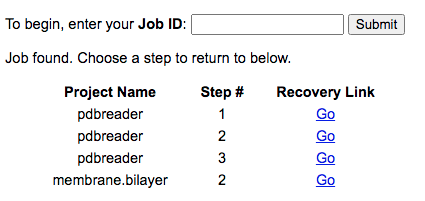 To begin, enter your Job ID: Submit
Job found. Choose a step to return to below.
Project Name Step # Recovery Link
pdbreader 1 Go
pdbreader 2 Go
pdbreader 3 Go
membrane.bilayer 2 Go